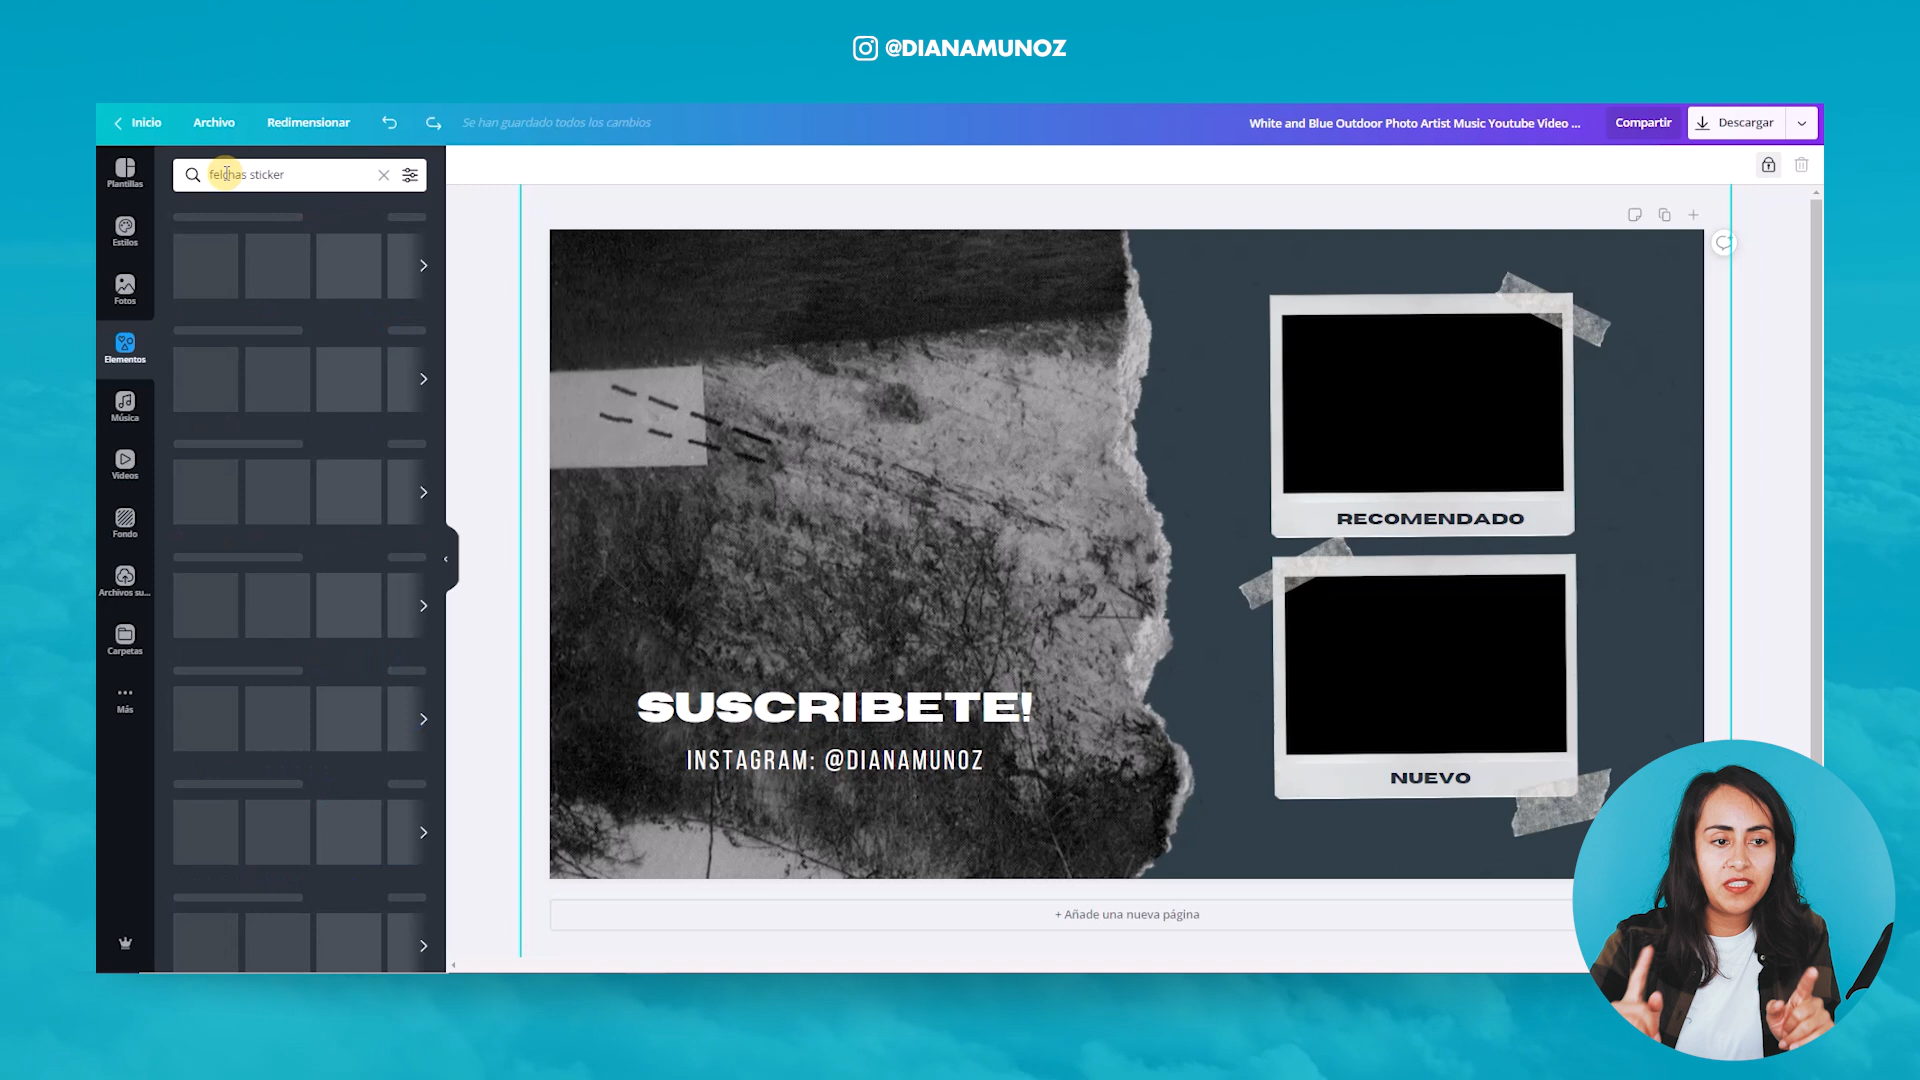 @DIANAMUNOZ
Inicio
Archivo
Redimensionar
Se han guardado todos los cambios
White and Blue Outdoor Photo Artist Music Youtube Video ...
Compartir
Descargar
felchas sticker
Plantillas
Estilos
Fotos
Elementos
Música
Videos
Fondo
Archivos su...
Carpetas
Más
RECOMENDADO
SUSCRIBETE!
INSTAGRAM: @DIANAMUNOZ
NUEVO
+ Añade una nueva página